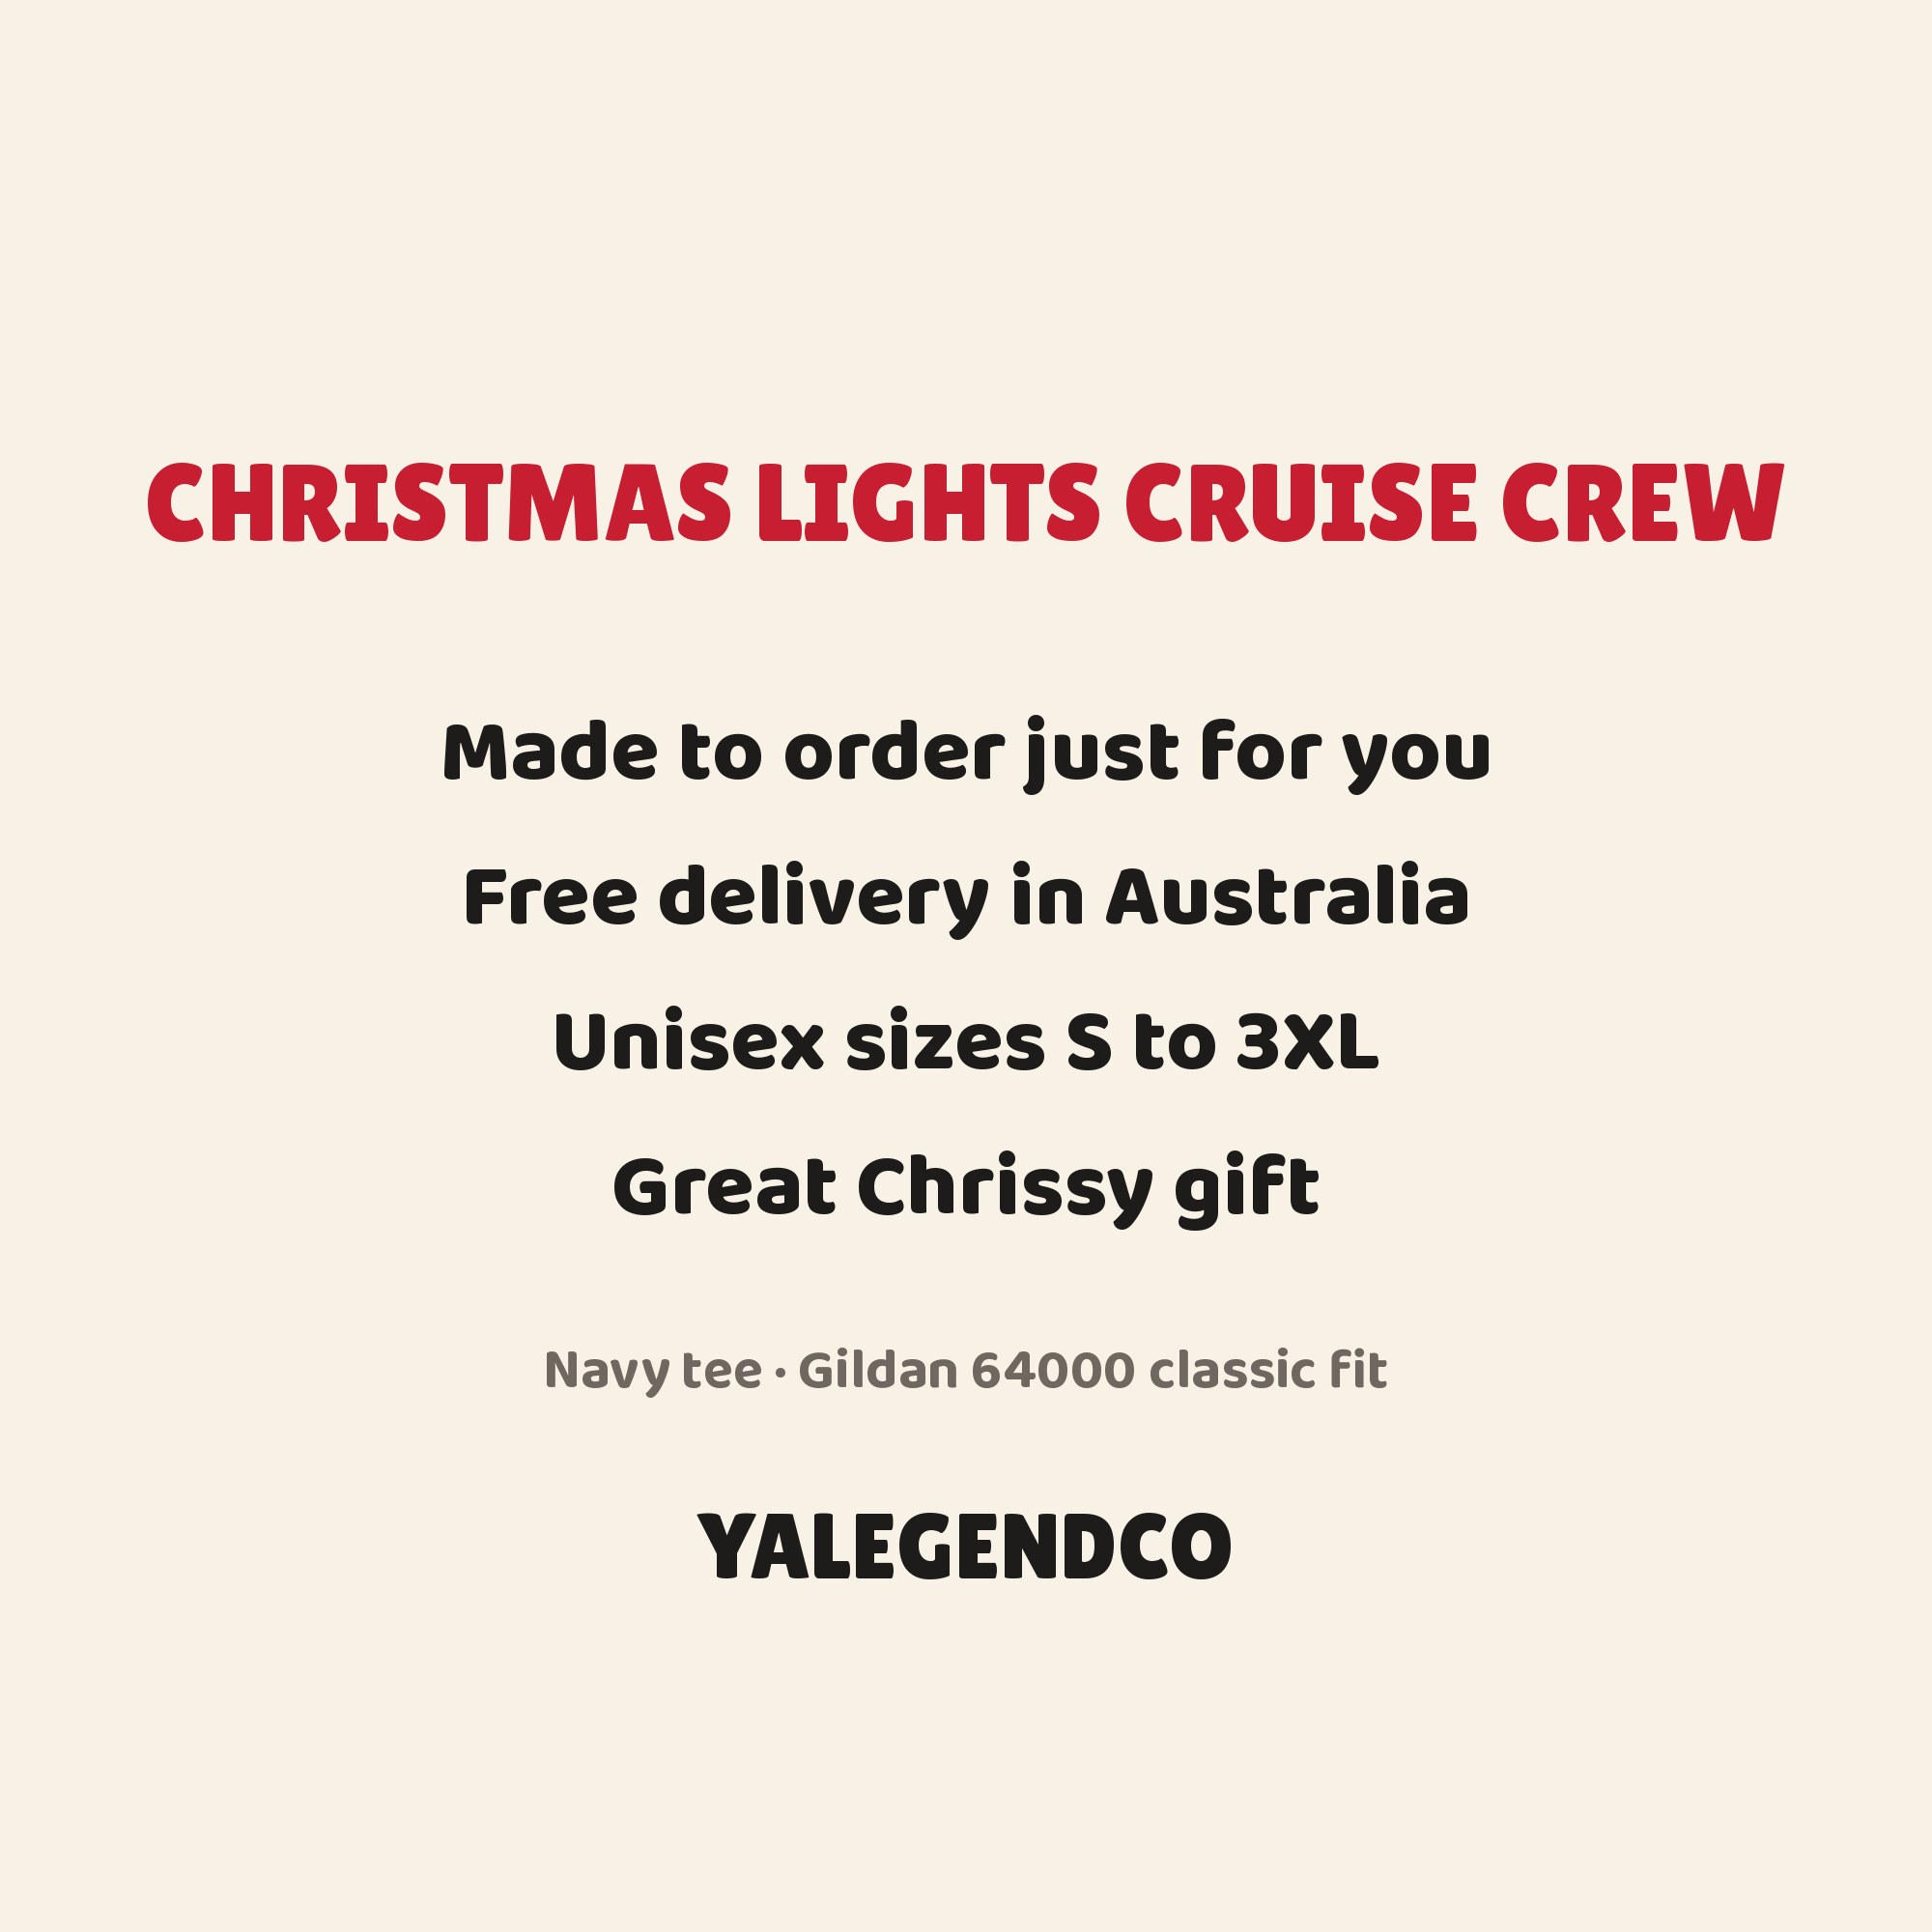 CHRISTMAS LIGHTS CRUISE CREW
Made to order just for you
Free delivery in Australia
Unisex sizes S to 3XL
Great Chrissy gift
Navy tee · Gildan 64000 classic fit
YALEGENDCO